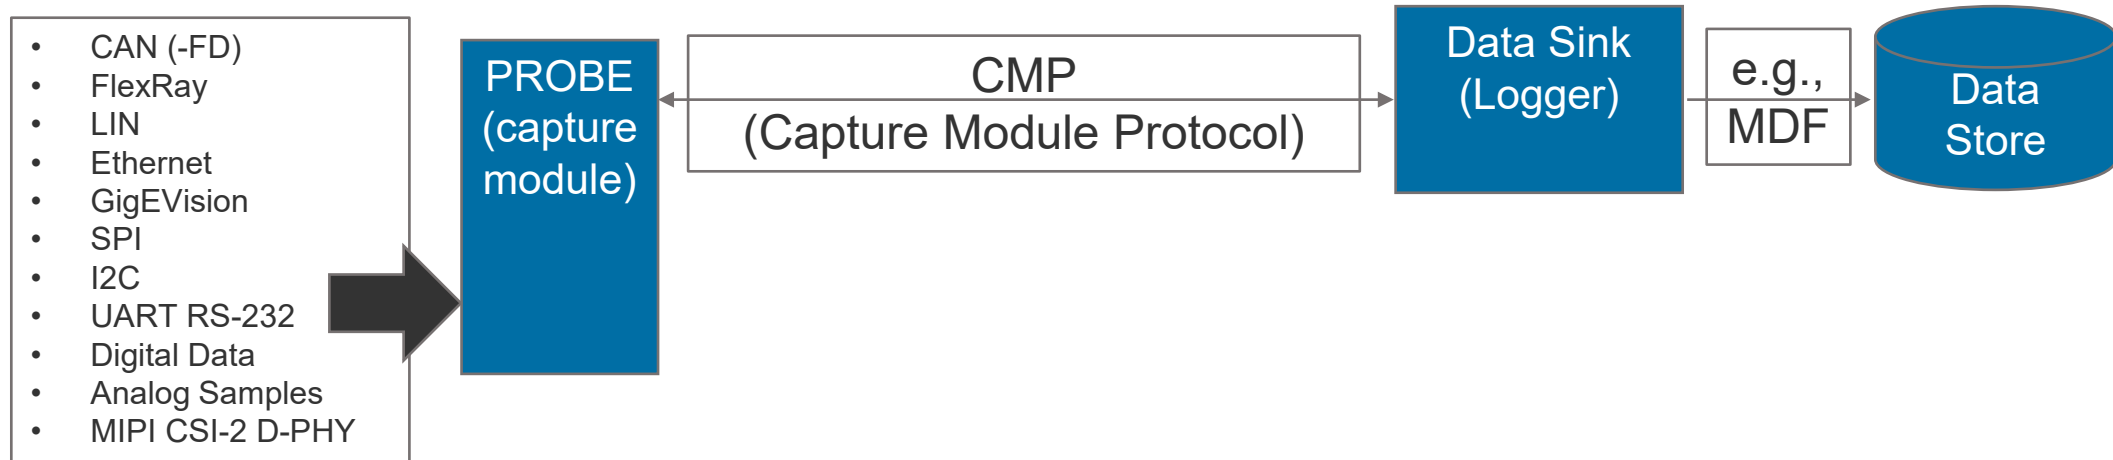 • CAN (-FD)
• FlexRay
• LIN
• Ethernet
• GigEVision
• SPI
• I2C
• UART RS-232
• Digital Data
• Analog Samples
• MIPI CSI-2 D-PHY
PROBE
(capture
module)
CMP
(Capture Module Protocol)
Data Sink
(Logger)
e.g.,
MDF
Data
Store